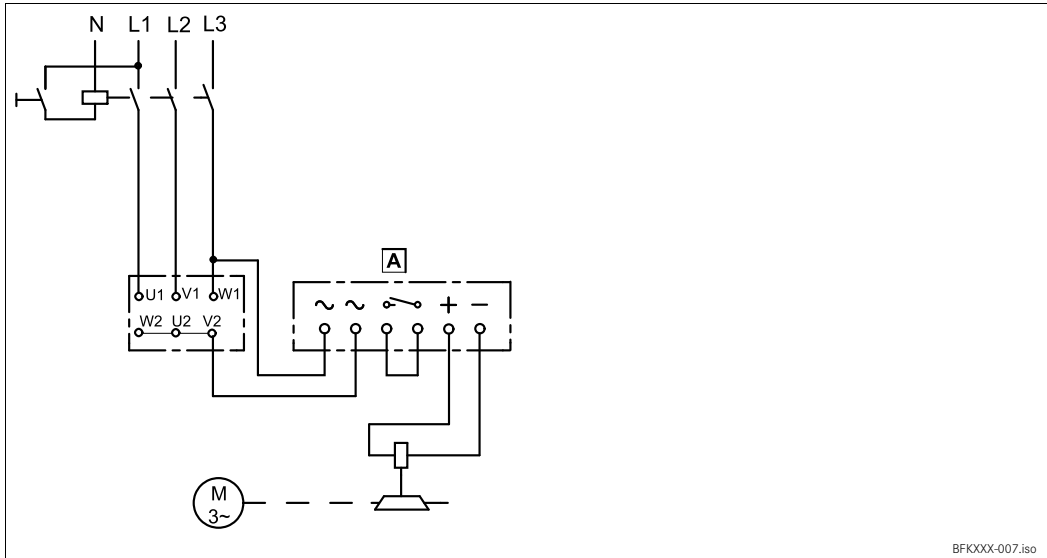 N L1 L2 L3
A
U1 V1 W1
W2 U2 V2
+ −
M
3~
BFKXXX-007.iso